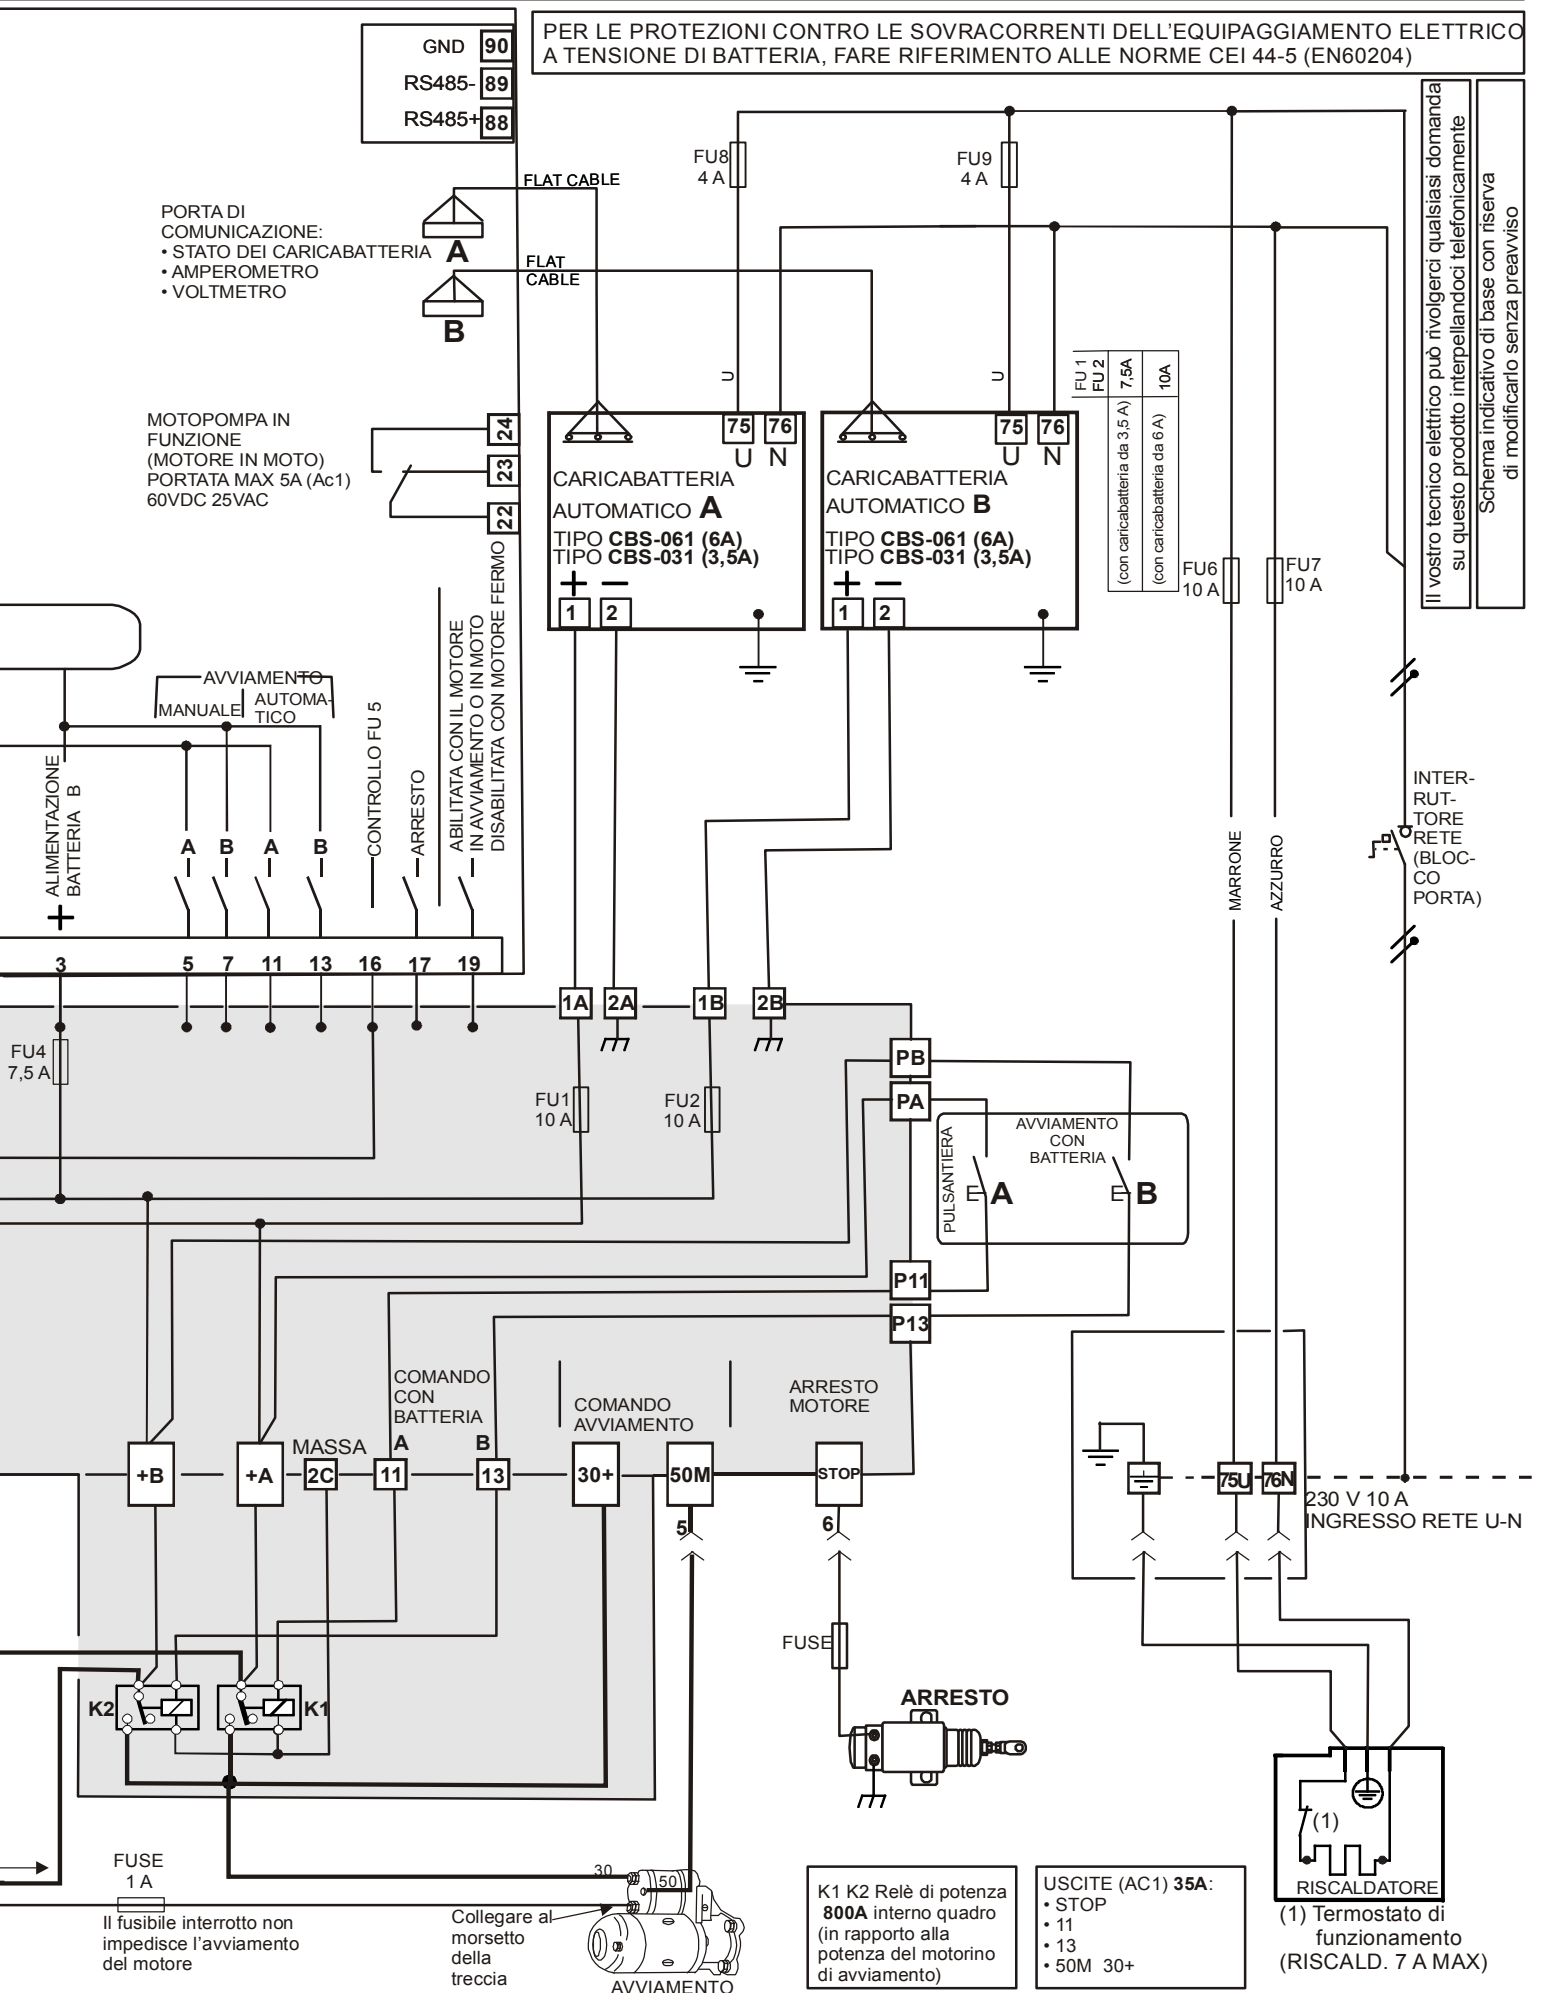 PER LE PROTEZIONI CONTRO LE SOVRACORRENTI DELL'EQUIPAGGIAMENTO ELETTRICO
A TENSIONE DI BATTERIA, FARE RIFERIMENTO ALLE NORME CEI 44-5 (EN60204)
GND 90
RS485- 89
RS485+ 88
Il vostro tecnico elettrico può rivolgerci qualsiasi domanda
su questo prodotto interpellandoci telefonicamente
Schema indicativo di base con riserva
di modificarlo senza preavviso
FU8
4 A
FU9
4 A
FLAT CABLE
PORTA DI
COMUNICAZIONE:
• STATO DEI CARICABATTERIA
• AMPEROMETRO
• VOLTMETRO
A
FLAT
CABLE
B
U
U
FU 1
FU 2
7,5A
10A
(con caricabatteria da 3,5 A)
(con caricabatteria da 6 A)
MOTOPOMPA IN
FUNZIONE
(MOTORE IN MOTO)
PORTATA MAX 5A (Ac1)
60VDC 25VAC
24
23
22
75 76
U N
CARICABATTERIA
AUTOMATICO A
TIPO CBS-061 (6A)
TIPO CBS-031 (3,5A)
+ −
1 2
75 76
U N
CARICABATTERIA
AUTOMATICO B
TIPO CBS-061 (6A)
TIPO CBS-031 (3,5A)
+ −
1 2
FU6
10 A
FU7
10 A
AVVIAMENTO
MANUALE
AUTOMA-
TICO
ALIMENTAZIONE
BATTERIA B
+
A B A B
CONTROLLO FU 5
ARRESTO
ABILITATA CON IL MOTORE
IN AVVIAMENTO O IN MOTO
DISABILITATA CON MOTORE FERMO
INTER-
RUT-
TORE
RETE
(BLOC-
CO
PORTA)
MARRONE
AZZURRO
3 5 7 11 13 16 17 19
1A 2A 1B 2B
FU4
7,5 A
FU1
10 A
FU2
10 A
PB
PA
PULSANTIERA
AVVIAMENTO
CON
BATTERIA
A
B
P11
P13
COMANDO
CON
BATTERIA
A B
COMANDO
AVVIAMENTO
ARRESTO
MOTORE
MASSA
+B +A 2C 11 13 30+ 50M STOP
75U 76N
230 V 10 A
INGRESSO RETE U-N
5
6
FUSE
K2
K1
ARRESTO
(1)
RISCALDATORE
(1) Termostato di
funzionamento
(RISCALD. 7 A MAX)
FUSE
1 A
Il fusibile interrotto non
impedisce l'avviamento
del motore
30
50
Collegare al
morsetto
della
treccia
AVVIAMENTO
K1 K2 Relè di potenza
800A interno quadro
(in rapporto alla
potenza del motorino
di avviamento)
USCITE (AC1) 35A:
• STOP
• 11
• 13
• 50M 30+